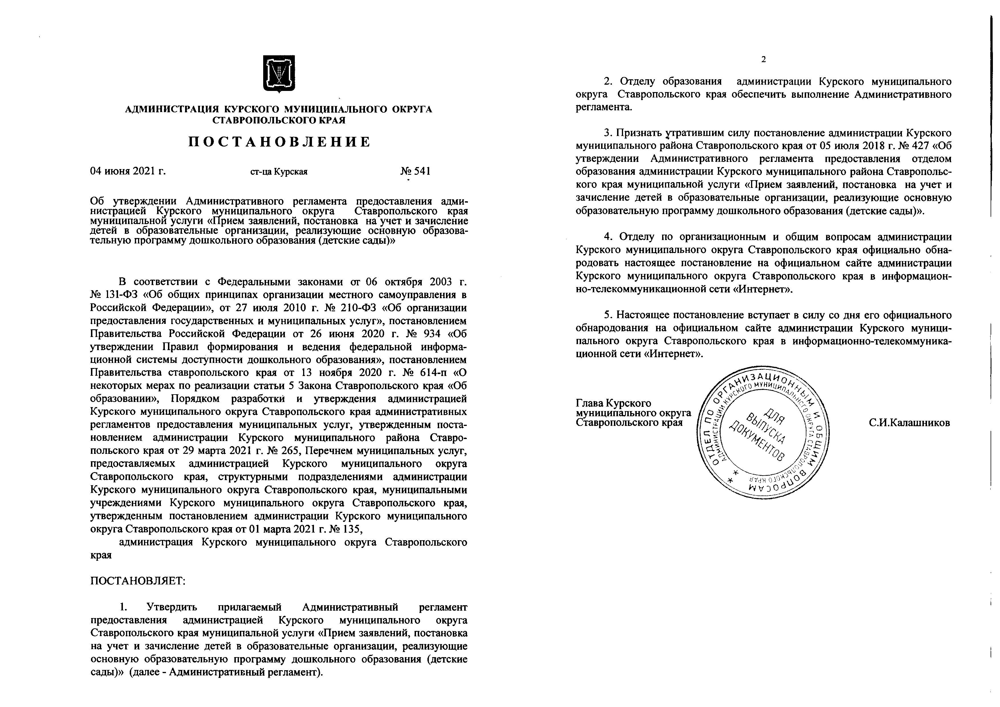 АДМИНИСТРАЦИЯ КУРСКОГО МУНИЦИПАЛЬНОГО ОКРУГА
СТАВРОПОЛЬСКОГО КРАЯ
ПОСТАНОВЛЕНИЕ
04 июня 2021 г. ст-ца Курская № 541
Об утверждении Административного регламента предоставления адми-
нистрацией Курского муниципального округа Ставропольского края
муниципальной услуги «Прием заявлений, постановка на учет и зачисление
детей в образовательные организации, реализующие основную образова-
тельную программу дошкольного образования (детские сады)»
В соответствии с Федеральными законами от 06 октября 2003 г.
№ 131-ФЗ «Об общих принципах организации местного самоуправления в
Российской Федерации», от 27 июля 2010 г. № 210-ФЗ «Об организации
предоставления государственных и муниципальных услуг», постановлением
Правительства Российской Федерации от 26 июня 2020 г. № 934 «Об
утверждении Правил формирования и ведения федеральной информа-
ционной системы доступности дошкольного образования», постановлением
Правительства ставропольского края от 13 ноября 2020 г. № 614-п «О
некоторых мерах по реализации статьи 5 Закона Ставропольского края «Об
образовании», Порядком разработки и утверждения администрацией
Курского муниципального округа Ставропольского края административных
регламентов предоставления муниципальных услуг, утвержденным поста-
новлением администрации Курского муниципального района Ставро-
польского края от 29 марта 2021 г. № 265, Перечнем муниципальных услуг,
предоставляемых администрацией Курского муниципального округа
Ставропольского края, структурными подразделениями администрации
Курского муниципального округа Ставропольского края, муниципальными
учреждениями Курского муниципального округа Ставропольского края,
утвержденным постановлением администрации Курского муниципального
округа Ставропольского края от 01 марта 2021 г. № 135,
администрация Курского муниципального округа Ставропольского
края
ПОСТАНОВЛЯЕТ:
1. Утвердить прилагаемый Административный регламент
предоставления администрацией Курского муниципального округа
Ставропольского края муниципальной услуги «Прием заявлений, постановка
на учет и зачисление детей в образовательные организации, реализующие
основную образовательную программу дошкольного образования (детские
сады)» (далее - Административный регламент).
2
2. Отделу образования администрации Курского муниципального
округа Ставропольского края обеспечить выполнение Административного
регламента.
3. Признать утратившим силу постановление администрации Курского
муниципального района Ставропольского края от 05 июля 2018 г. № 427 «Об
утверждении Административного регламента предоставления отделом
образования администрации Курского муниципального района Ставропольс-
кого края муниципальной услуги «Прием заявлений, постановка на учет и
зачисление детей в образовательные организации, реализующие основную
образовательную программу дошкольного образования (детские сады)».
4. Отделу по организационным и общим вопросам администрации
Курского муниципального округа Ставропольского края официально обна-
родовать настоящее постановление на официальном сайте администрации
Курского муниципального округа Ставропольского края в информацион-
но-телекоммуникационной сети «Интернет».
5. Настоящее постановление вступает в силу со дня его официального
обнародования на официальном сайте администрации Курского муници-
пального округа Ставропольского края в информационно-телекоммуника-
ционной сети «Интернет».
Глава Курского
муниципального округа
Ставропольского края С.И.Калашников
ОТДЕЛ ПО ОРГАНИЗАЦИОННЫМ И ОБЩИМ ВОПРОСАМ *
АДМИНИСТРАЦИИ КУРСКОГО МУНИЦИПАЛЬНОГО ОКРУГА СТАВРОПОЛЬСКОГО КРАЯ *
ДЛЯ
ВЫПУСКА
ДОКУМЕНТОВ